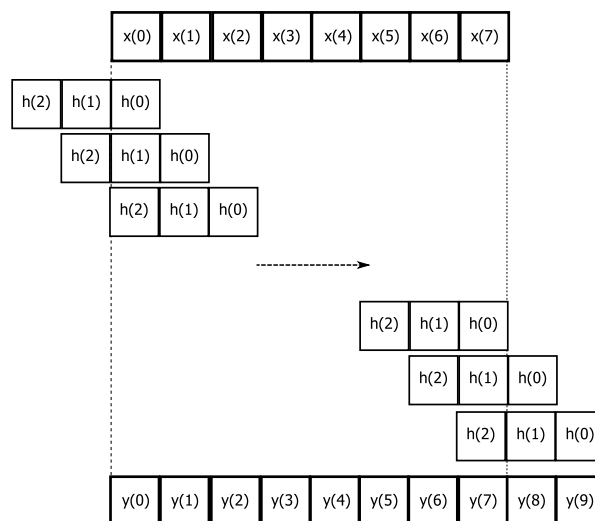 x(0) x(1) x(2) x(3) x(4) x(5) x(6) x(7)
h(2) h(1) h(0)
h(2) h(1) h(0)
h(2) h(1) h(0)
h(2) h(1) h(0)
h(2) h(1) h(0)
h(2) h(1) h(0)
y(0) y(1) y(2) y(3) y(4) y(5) y(6) y(7) y(8) y(9)